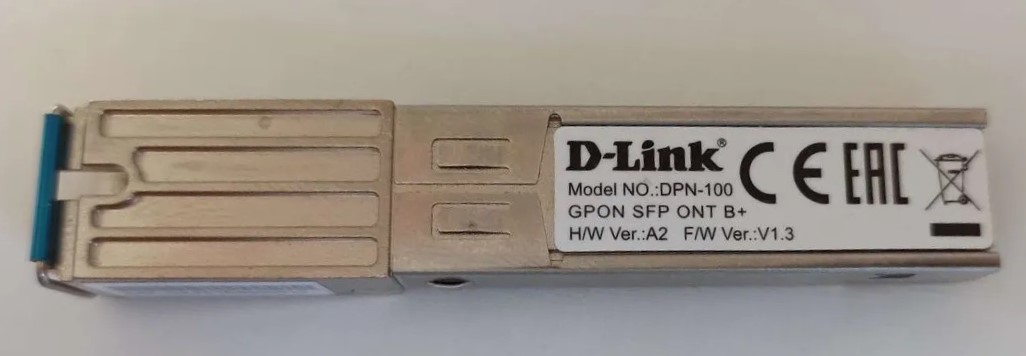 D-Link®
Model NO.:DPN-100
GPON SFP ONT B+
H/W Ver.:A2 F/W Ver.:V1.3
CE EAC